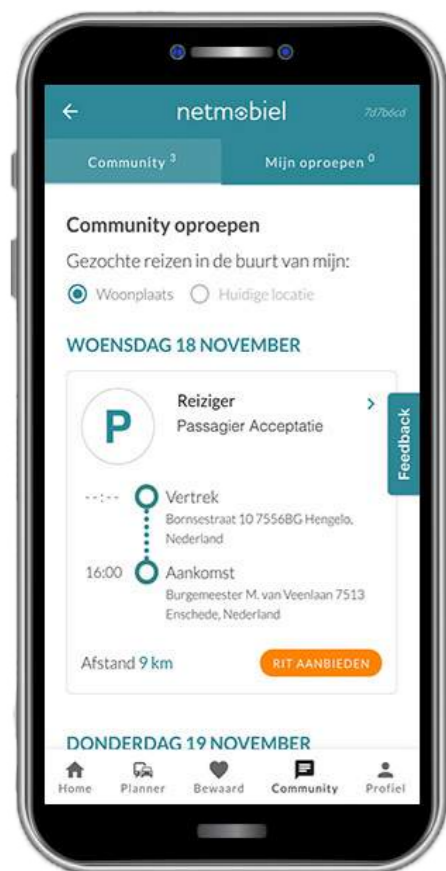 netmobiel
7d7b6cd
Community 3
Mijn oproepen 0
Community oproepen
Gezochte reizen in de buurt van mijn:
Woonplaats Huidige locatie
WOENSDAG 18 NOVEMBER
P
Reiziger
Passagier Acceptatie
Feedback
--:-- Vertrek
Bornsestraat 10 7556BG Hengelo,
Nederland
16:00 Aankomst
Burgemeester M. van Veenlaan 7513
Enschede, Nederland
Afstand 9 km
RIT AANBIEDEN
DONDERDAG 19 NOVEMBER
Home Planner Bewaard Community Profiel